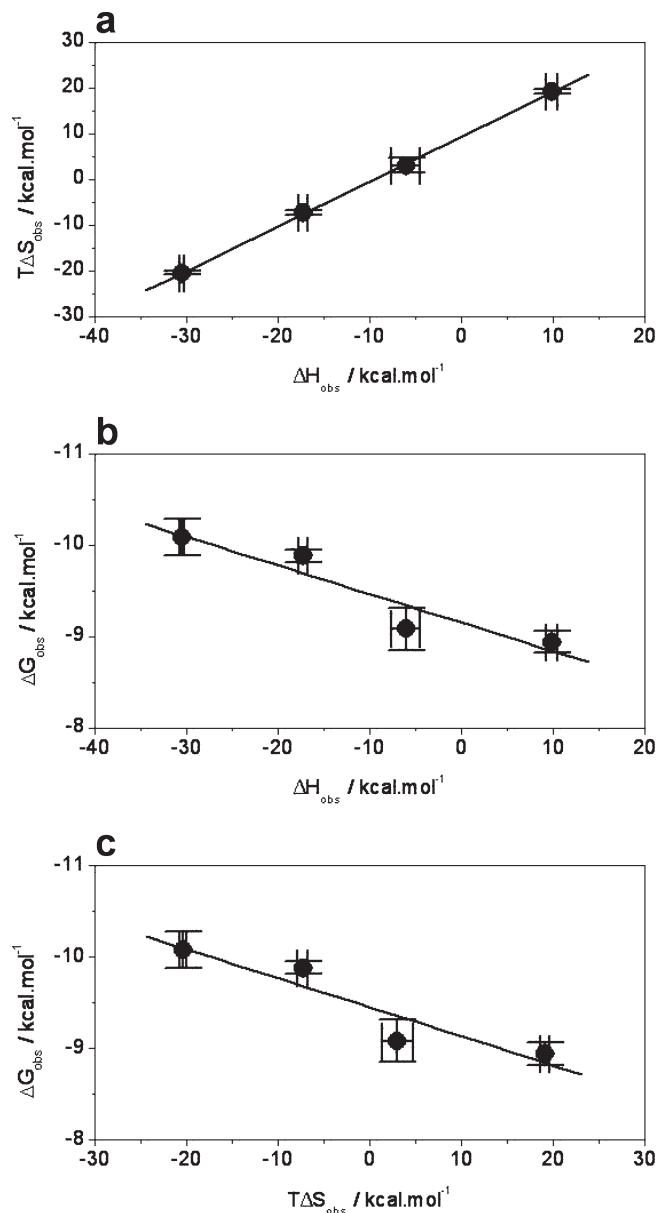 a
30
20
10
0
-10
-20
-30
TΔS_obs / kcal.mol⁻¹
-40 -30 -20 -10 0 10 20
ΔH_obs / kcal.mol⁻¹
b
-11
-10
-9
-8
ΔG_obs / kcal.mol⁻¹
-40 -30 -20 -10 0 10 20
ΔH_obs / kcal.mol⁻¹
c
-11
-10
-9
-8
ΔG_obs / kcal.mol⁻¹
-30 -20 -10 0 10 20 30
TΔS_obs / kcal.mol⁻¹